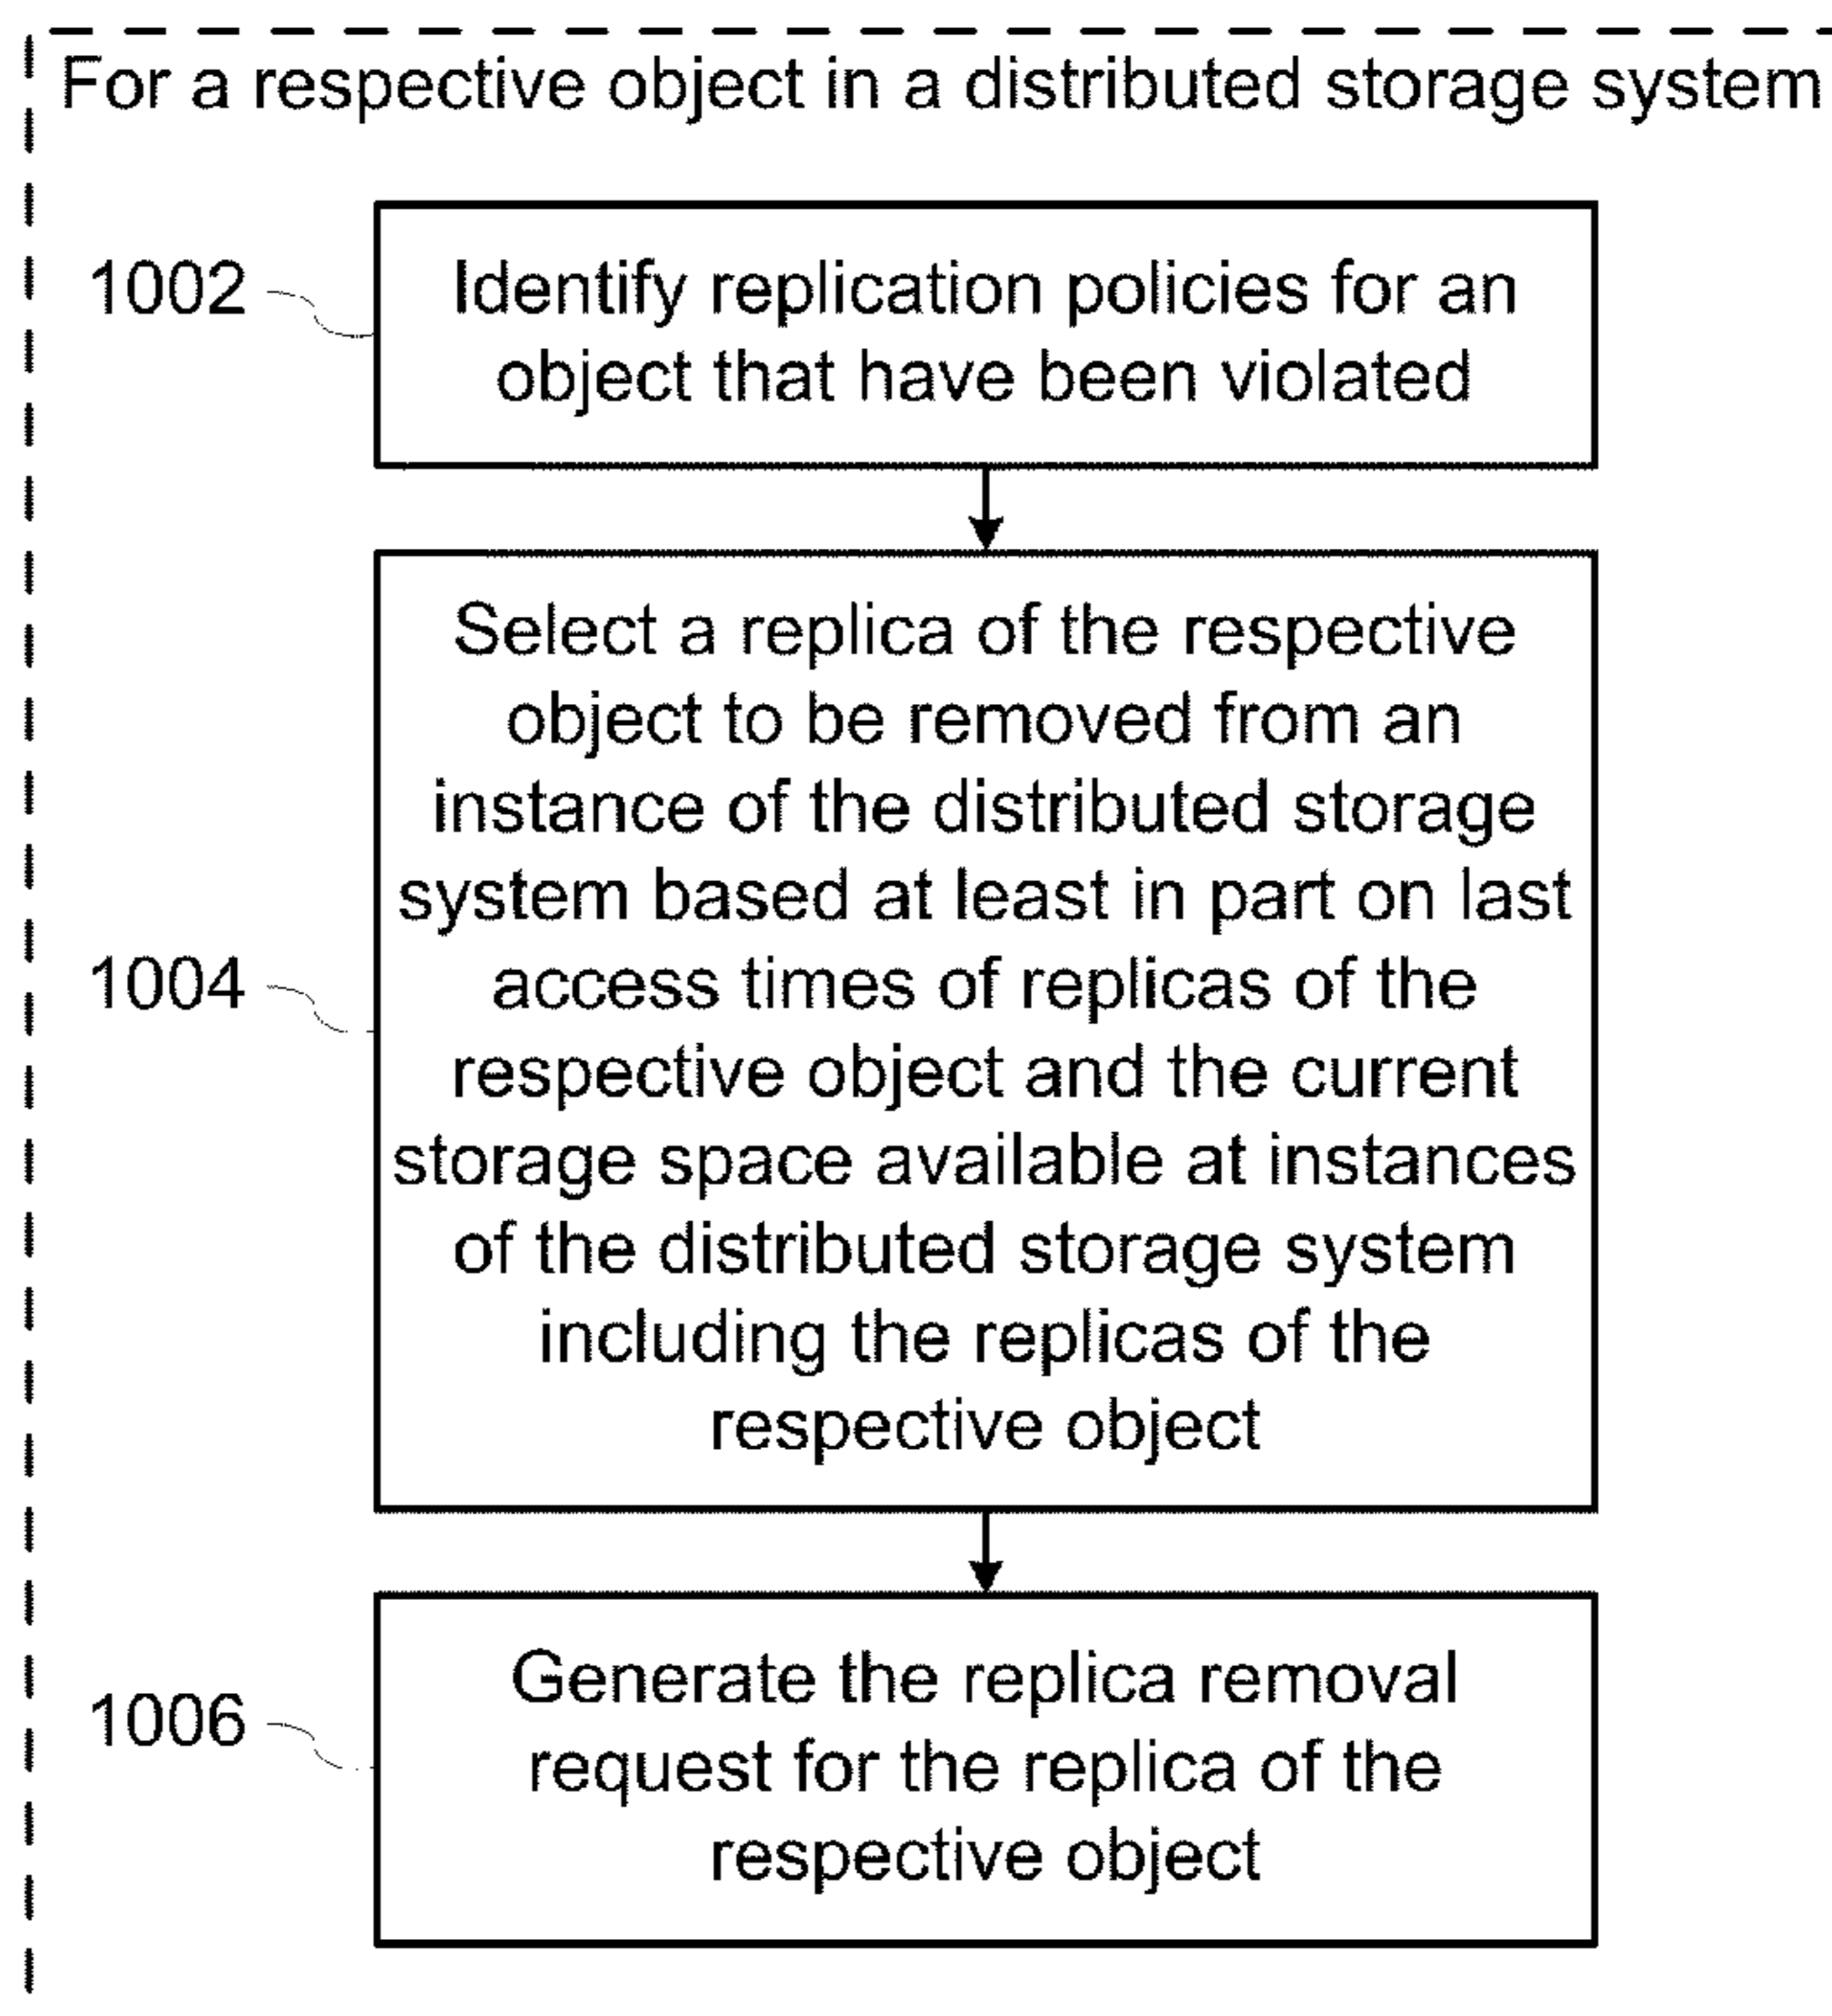 For a respective object in a distributed storage system
1002
Identify replication policies for an
object that have been violated
Select a replica of the respective
object to be removed from an
instance of the distributed storage
system based at least in part on last
1004
access times of replicas of the
respective object and the current
storage space available at instances
of the distributed storage system
including the replicas of the
respective object
1006
Generate the replica removal
request for the replica of the
respective object